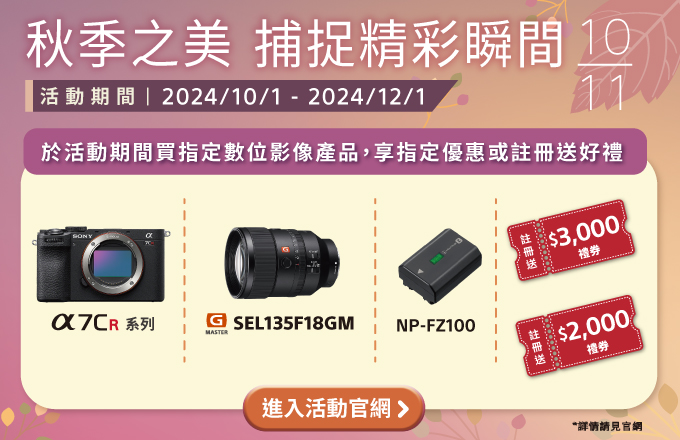 秋季之美 捕捉精彩瞬間 10
11
活動期間 | 2024/10/1 - 2024/12/1
於活動期間買指定數位影像產品，享指定優惠或註冊送好禮
SONY
α
7C
G
α7CR 系列
G MASTER SEL135F18GM
NP-FZ100
註冊送 $3,000 禮券
註冊送 $2,000 禮券
進入活動官網
*詳情請見官網